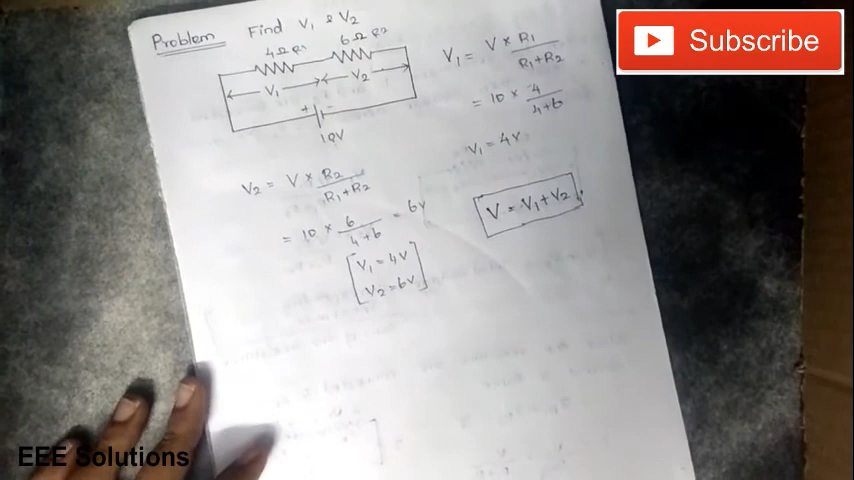 Problem Find V1 & V2
4Ω R1 6Ω R2
V1 V2
+ -
10V
V1 = V × R1 / R1+R2
= 10 × 4 / 4+6
V1 = 4V
V2 = V × R2 / R1+R2
= 10 × 6 / 4+6 = 6V
V1 = 4V
V2 = 6V
V = V1 + V2
Subscribe
EEE Solutions